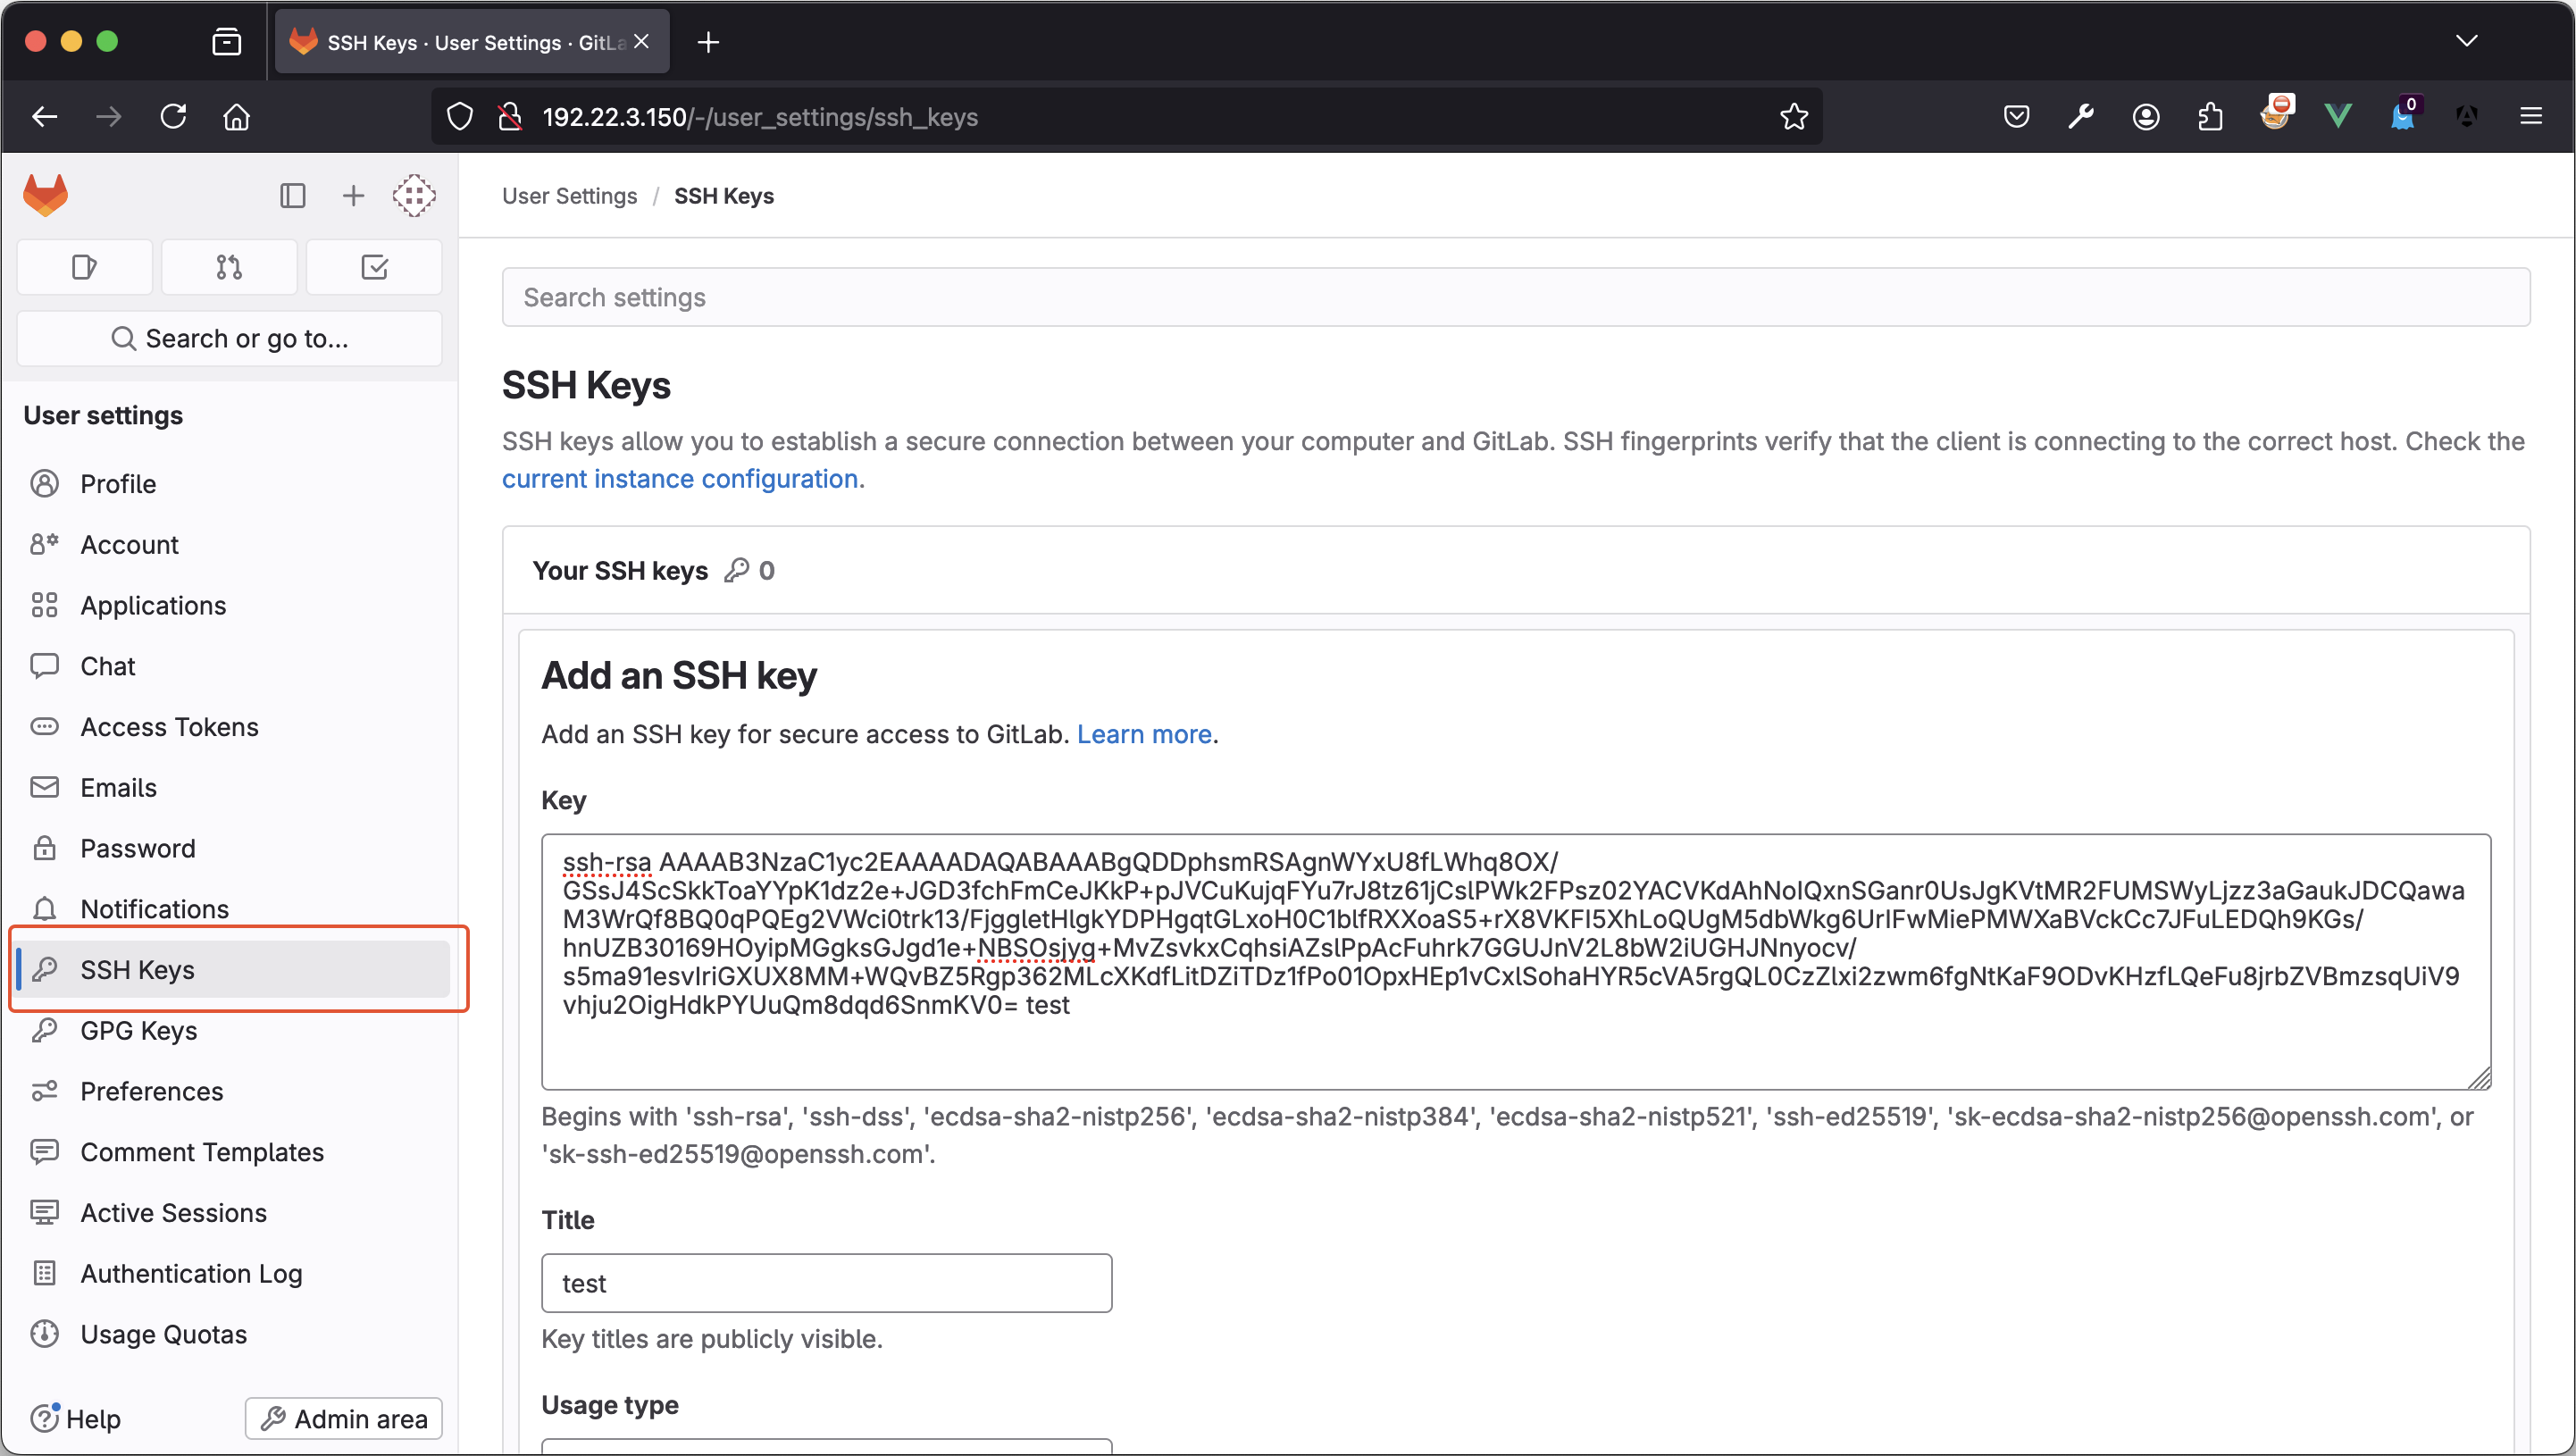 SSH Keys · User Settings · GitLa
192.22.3.150/-/user_settings/ssh_keys
0
User Settings / SSH Keys
Search or go to...
User settings
Profile
Account
Applications
Chat
Access Tokens
Emails
Password
Notifications
SSH Keys
GPG Keys
Preferences
Comment Templates
Active Sessions
Authentication Log
Usage Quotas
Help
Admin area
Search settings
SSH Keys
SSH keys allow you to establish a secure connection between your computer and GitLab. SSH fingerprints verify that the client is connecting to the correct host. Check the
current instance configuration.
Your SSH keys 0
Add an SSH key
Add an SSH key for secure access to GitLab. Learn more.
Key
ssh-rsa AAAAB3NzaC1yc2EAAAADAQABAAABgQDDphsmRSAgnWYxU8fLWhq8OX/
GSsJ4ScSkkToaYYpK1dz2e+JGD3fchFmCeJKkP+pJVCuKujqFYu7rJ8tz61jCslPWk2FPsz02YACVKdAhNoIQxnSGanr0UsJgKVtMR2FUMSWyLjzz3aGaukJDCQawa
M3WrQf8BQ0qPQEg2VWci0trk13/FjggletHlgkYDPHgqtGLxoH0C1blfRXXoaS5+rX8VKFI5XhLoQUgM5dbWkg6UrIFwMiePMWXaBVckCc7JFuLEDQh9KGs/
hnUZB30169HOyipMGgksGJgd1e+NBSOsjyg+MvZsvkxCqhsiAZslPpAcFuhrk7GGUJnV2L8bW2iUGHJNnyocv/
s5ma91esvIriGXUX8MM+WQvBZ5Rgp362MLcXKdfLitDZiTDz1fPo01OpxHEp1vCxlSohaHYR5cVA5rgQL0CzZlxi2zwm6fgNtKaF9ODvKHzfLQeFu8jrbZVBmzsqUiV9
vhju2OigHdkPYUuQm8dqd6SnmKV0= test
Begins with 'ssh-rsa', 'ssh-dss', 'ecdsa-sha2-nistp256', 'ecdsa-sha2-nistp384', 'ecdsa-sha2-nistp521', 'ssh-ed25519', 'sk-ecdsa-sha2-nistp256@openssh.com', or
'sk-ssh-ed25519@openssh.com'.
Title
test
Key titles are publicly visible.
Usage type